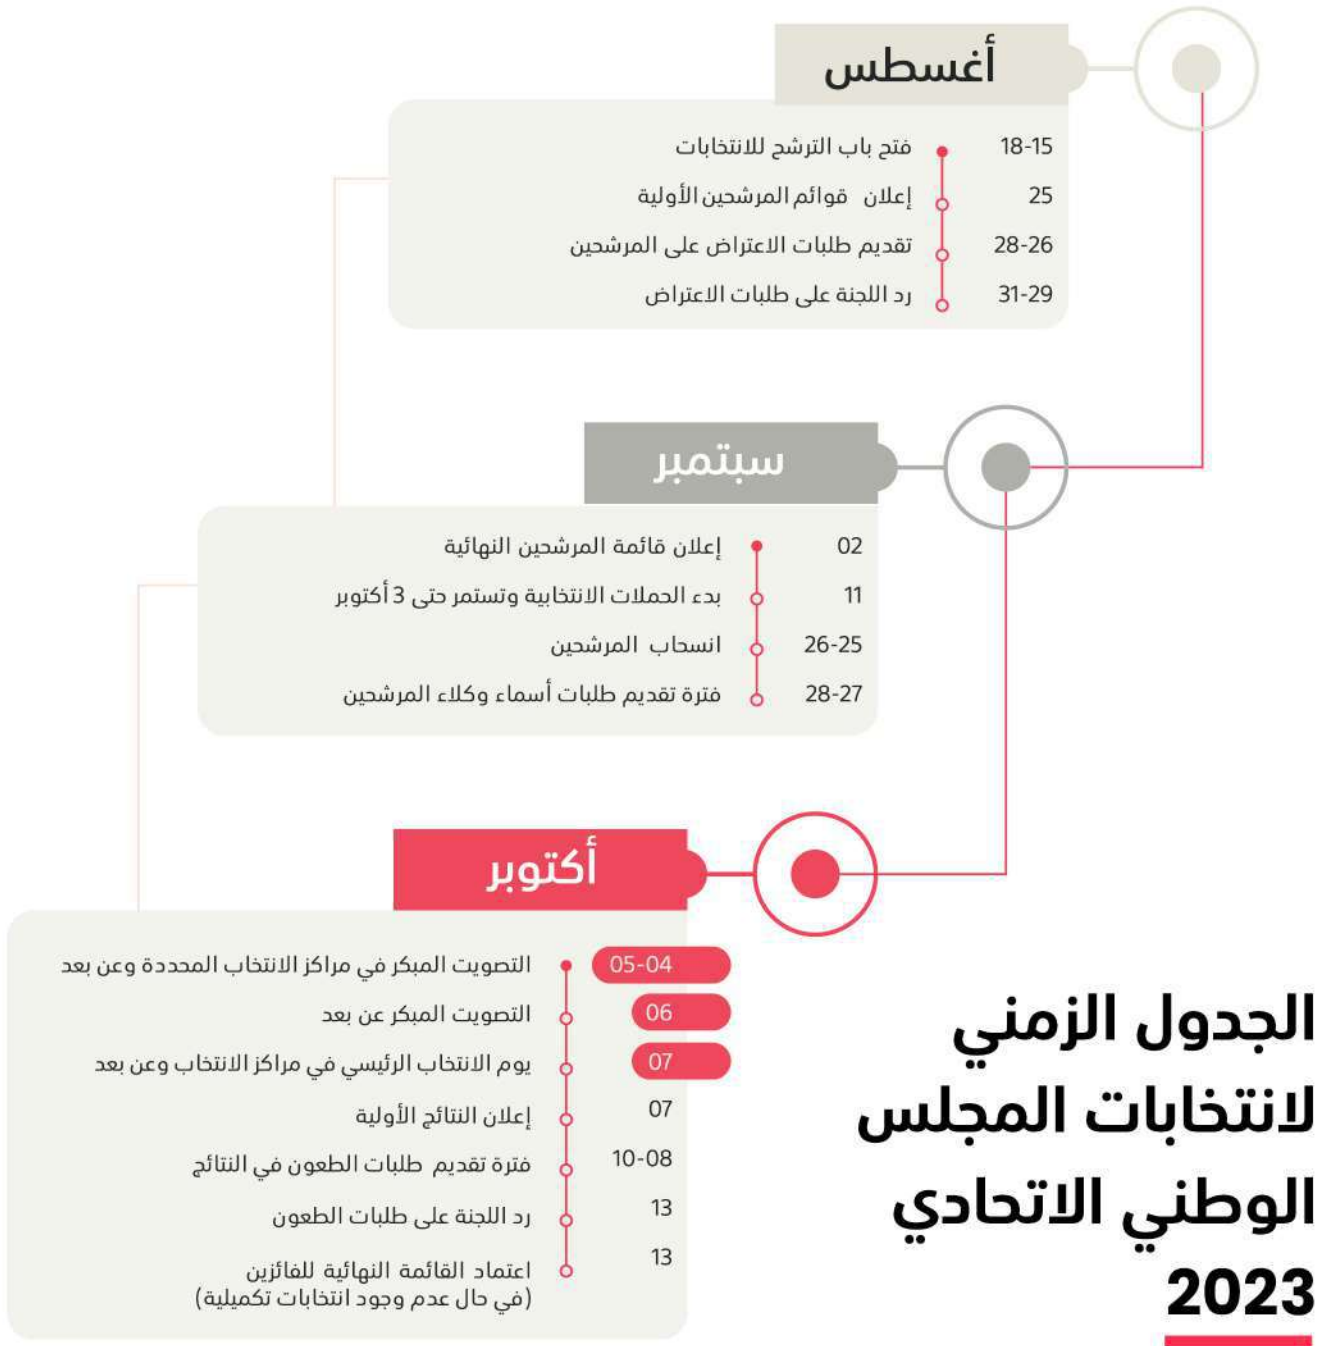 أغسطس
18-15 فتح باب الترشح للانتخابات
25 إعلان قوائم المرشحين الأولية
28-26 تقديم طلبات الاعتراض على المرشحين
31-29 رد اللجنة على طلبات الاعتراض
سبتمبر
02 إعلان قائمة المرشحين النهائية
11 بدء الحملات الانتخابية وتستمر حتى 3 أكتوبر
26-25 انسحاب المرشحين
28-27 فترة تقديم طلبات أسماء وكلاء المرشحين
أكتوبر
05-04 التصويت المبكر في مراكز الانتخاب المحددة وعن بعد
06 التصويت المبكر عن بعد
07 يوم الانتخاب الرئيسي في مراكز الانتخاب وعن بعد
07 إعلان النتائج الأولية
10-08 فترة تقديم طلبات الطعون في النتائج
13 رد اللجنة على طلبات الطعون
13 اعتماد القائمة النهائية للفائزين
(في حال عدم وجود انتخابات تكميلية)
الجدول الزمني
لانتخابات المجلس
الوطني الاتحادي
2023